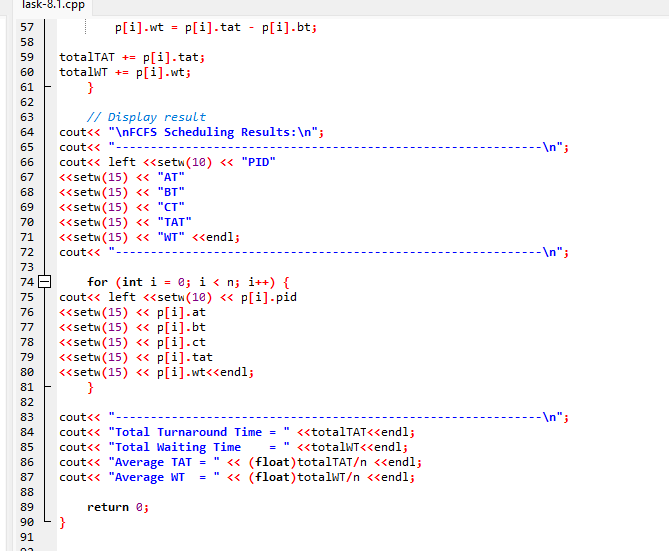 Task-8.1.cpp
57 p[i].wt = p[i].tat - p[i].bt;
58
59 totalTAT += p[i].tat;
60 totalWT += p[i].wt;
61 }
62
63 // Display result
64 cout<< "\nFCFS Scheduling Results:\n";
65 cout<< "-----------------------------------------------------------------\n";
66 cout<< left <<setw(10) << "PID"
67 <<setw(15) << "AT"
68 <<setw(15) << "BT"
69 <<setw(15) << "CT"
70 <<setw(15) << "TAT"
71 <<setw(15) << "WT" <<endl;
72 cout<< "-----------------------------------------------------------------\n";
73
74 for (int i = 0; i < n; i++) {
75 cout<< left <<setw(10) << p[i].pid
76 <<setw(15) << p[i].at
77 <<setw(15) << p[i].bt
78 <<setw(15) << p[i].ct
79 <<setw(15) << p[i].tat
80 <<setw(15) << p[i].wt<<endl;
81 }
82
83 cout<< "-----------------------------------------------------------------\n";
84 cout<< "Total Turnaround Time = " <<totalTAT<<endl;
85 cout<< "Total Waiting Time    = " <<totalWT<<endl;
86 cout<< "Average TAT = " << (float)totalTAT/n <<endl;
87 cout<< "Average WT  = " << (float)totalWT/n <<endl;
88
89 return 0;
90 }
91